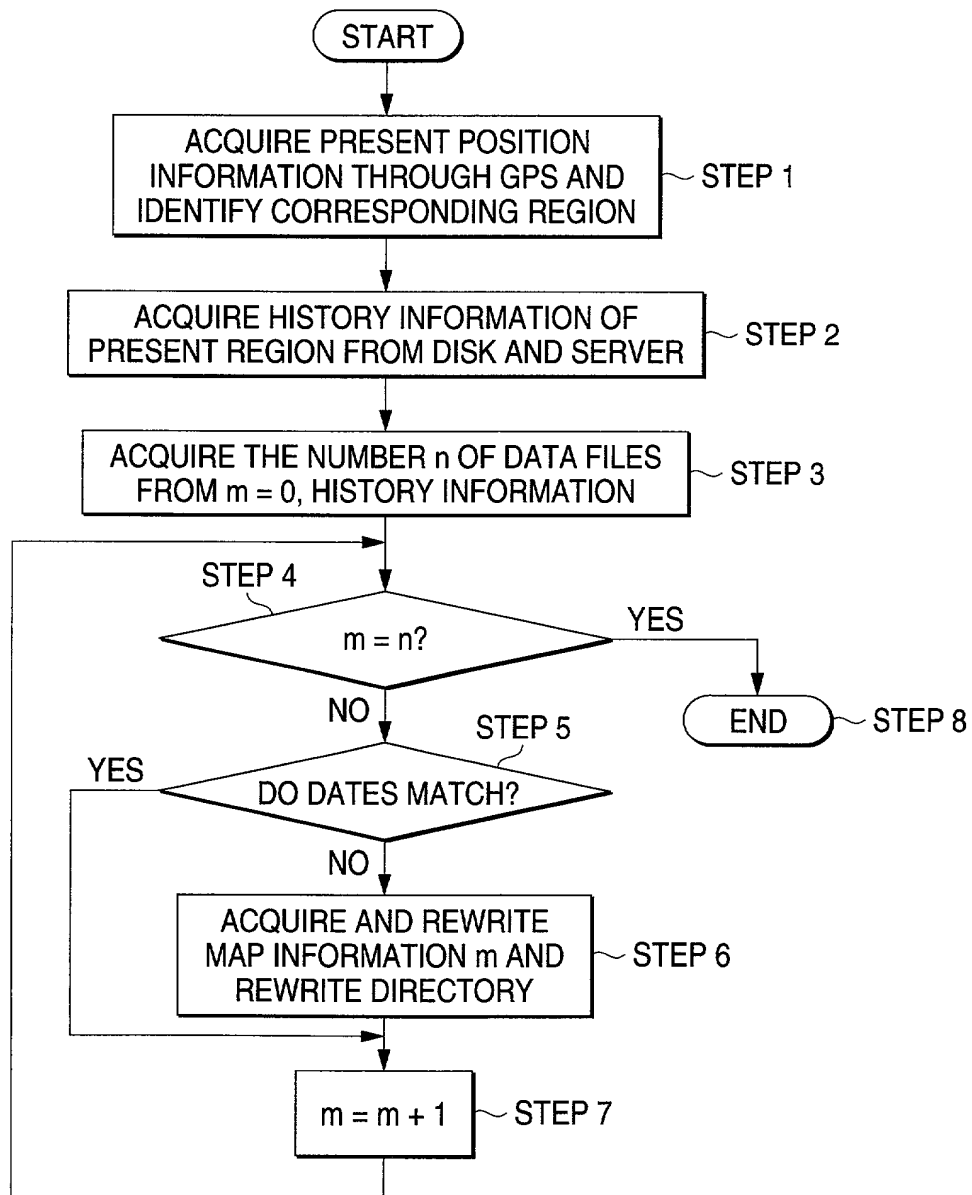 START
ACQUIRE PRESENT POSITION
INFORMATION THROUGH GPS AND
IDENTIFY CORRESPONDING REGION
STEP 1
ACQUIRE HISTORY INFORMATION OF
PRESENT REGION FROM DISK AND SERVER
STEP 2
ACQUIRE THE NUMBER n OF DATA FILES
FROM m = 0, HISTORY INFORMATION
STEP 3
STEP 4
m = n?
YES
NO
END
STEP 8
STEP 5
YES
DO DATES MATCH?
NO
ACQUIRE AND REWRITE
MAP INFORMATION m AND
REWRITE DIRECTORY
STEP 6
m = m + 1
STEP 7